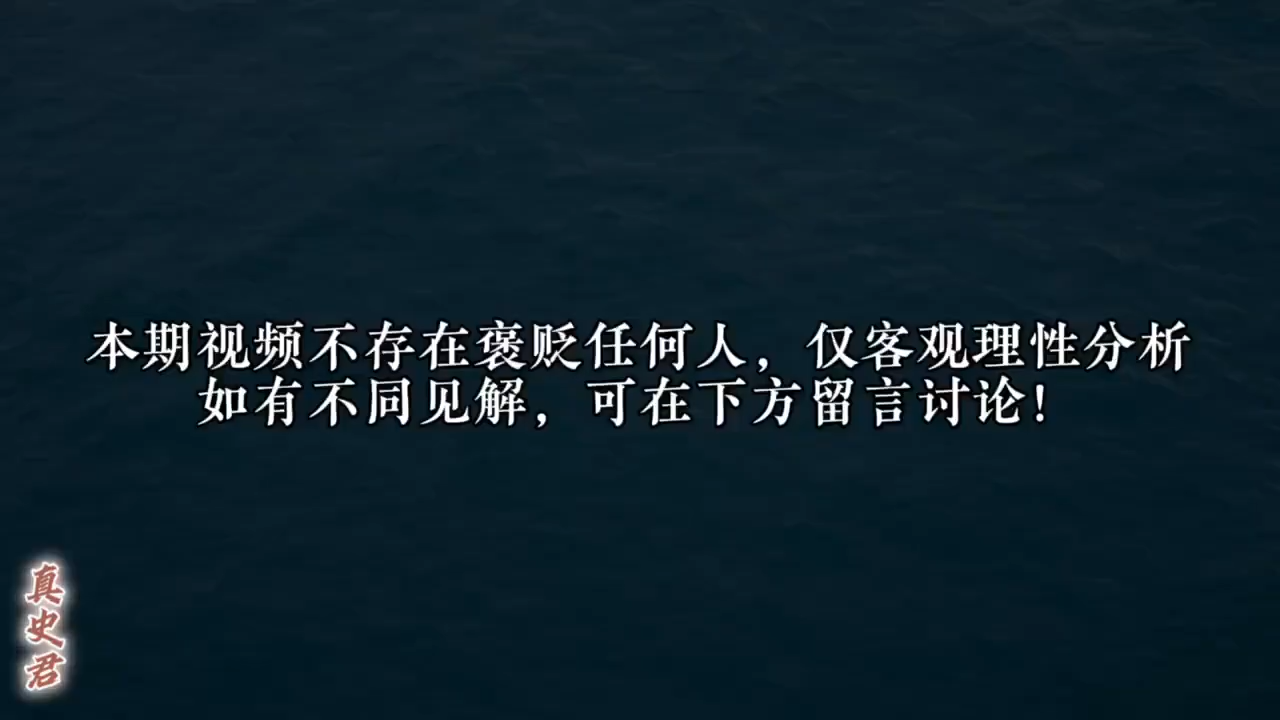 本期视频不存在褒贬任何人，仅客观理性分析
如有不同见解，可在下方留言讨论！
真史君